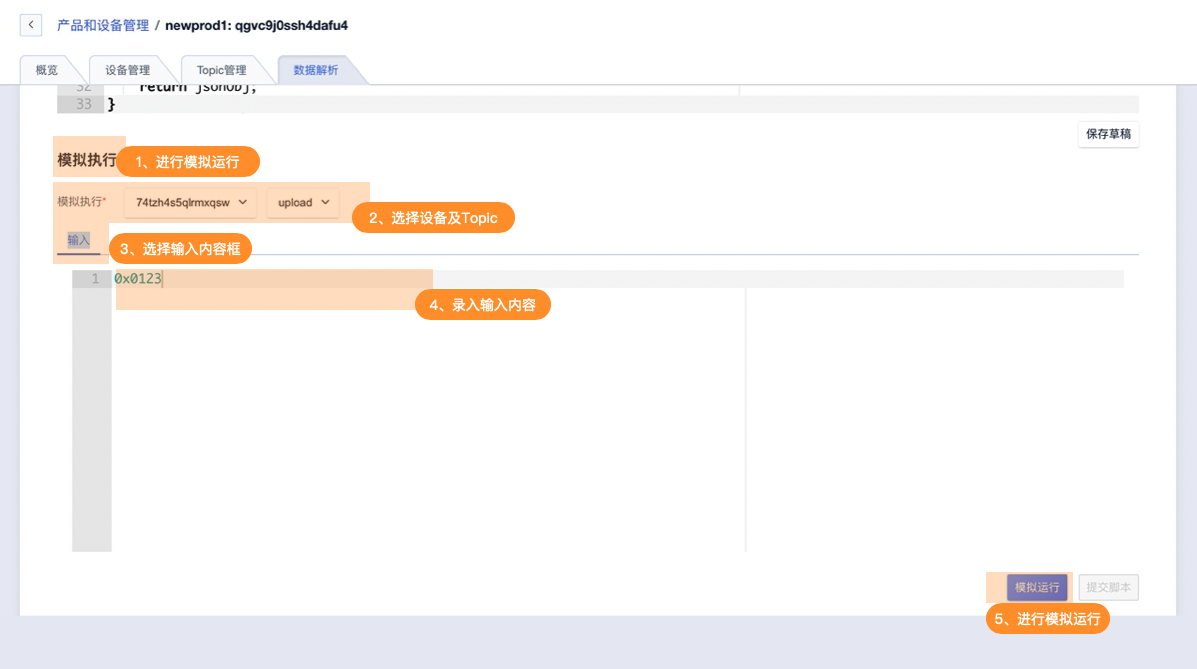 产品和设备管理 / newprod1: qgvc9j0ssh4dafu4
概览 设备管理 Topic管理 数据解析
32 return jsonObj;
33 }
保存草稿
模拟执行 1、进行模拟运行
模拟执行* 74tzh4s5qlrmxqsw upload
2、选择设备及Topic
输入 3、选择输入内容框
1 0x0123
4、录入输入内容
模拟运行 提交脚本
5、进行模拟运行